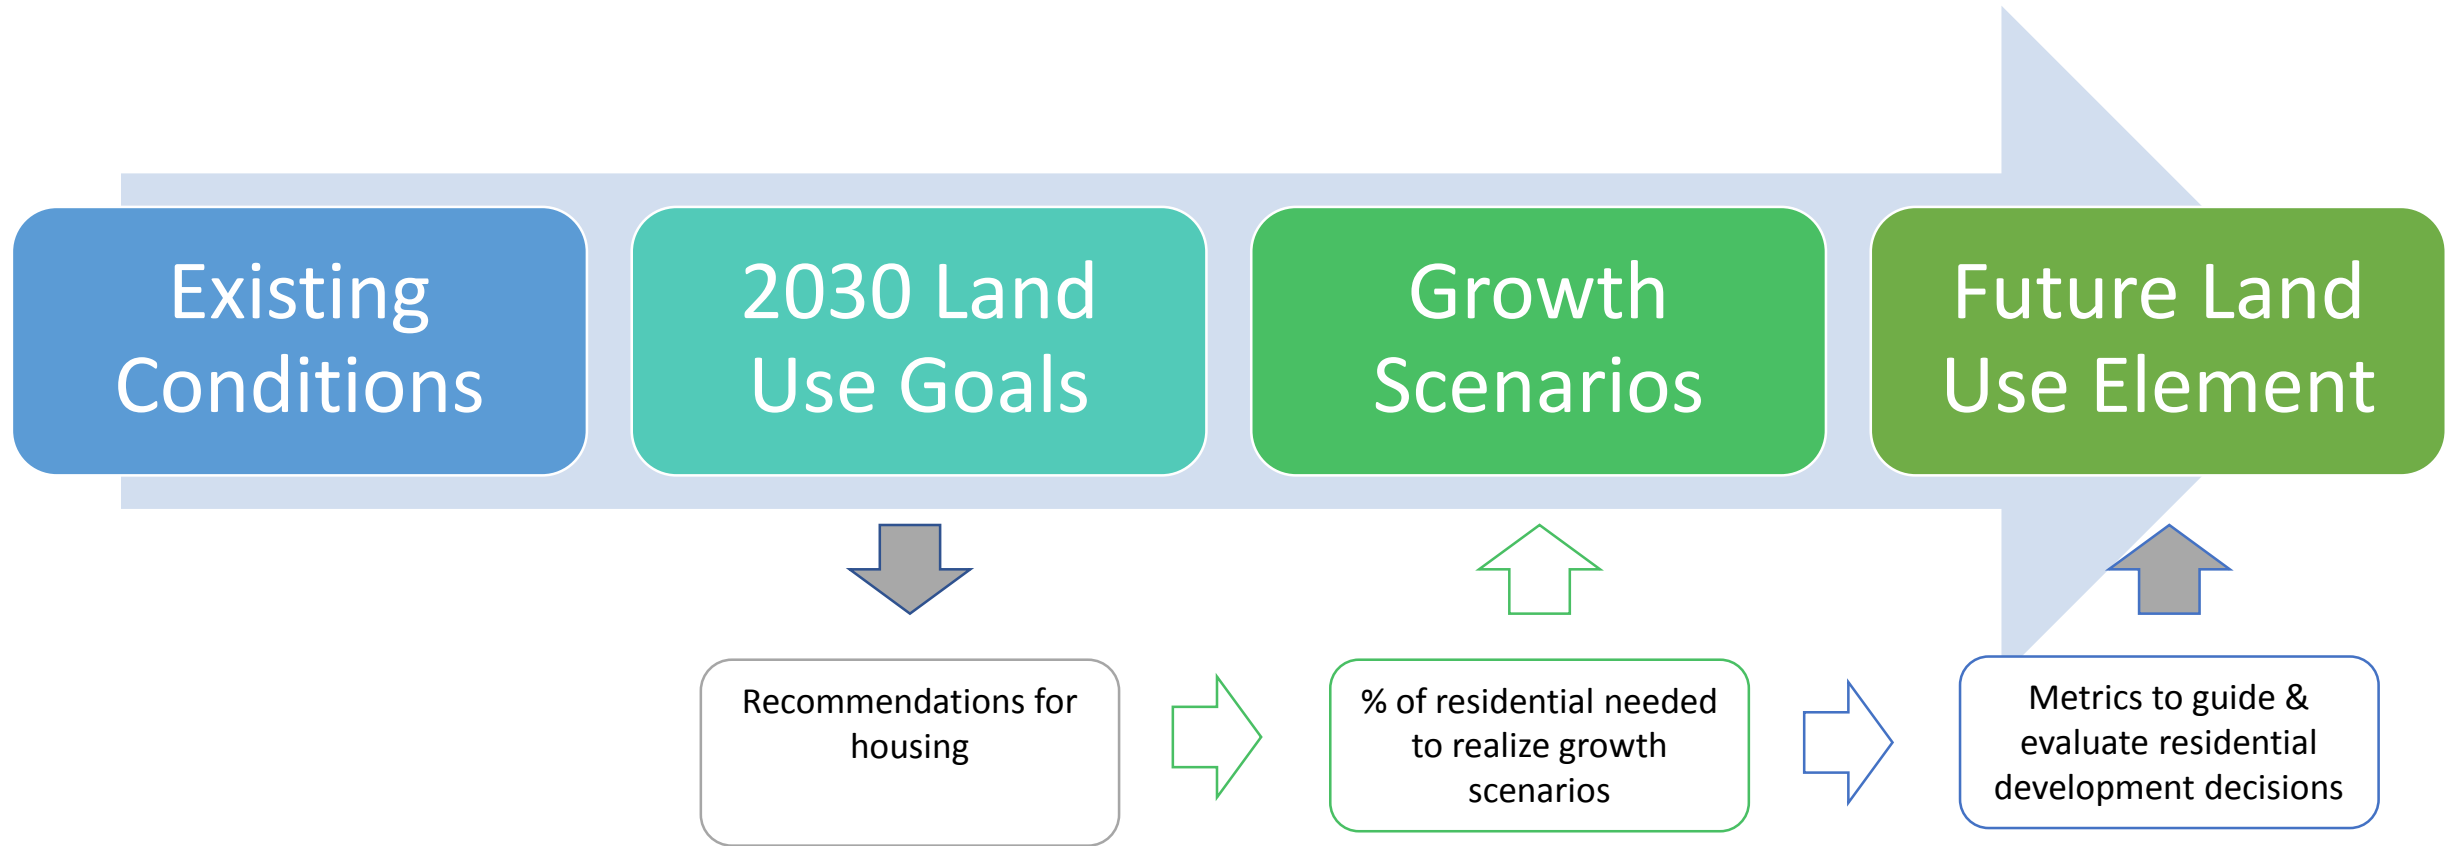 Existing
Conditions
2030 Land
Use Goals
Growth
Scenarios
Future Land
Use Element
Recommendations for
housing
% of residential needed
to realize growth
scenarios
Metrics to guide &
evaluate residential
development decisions